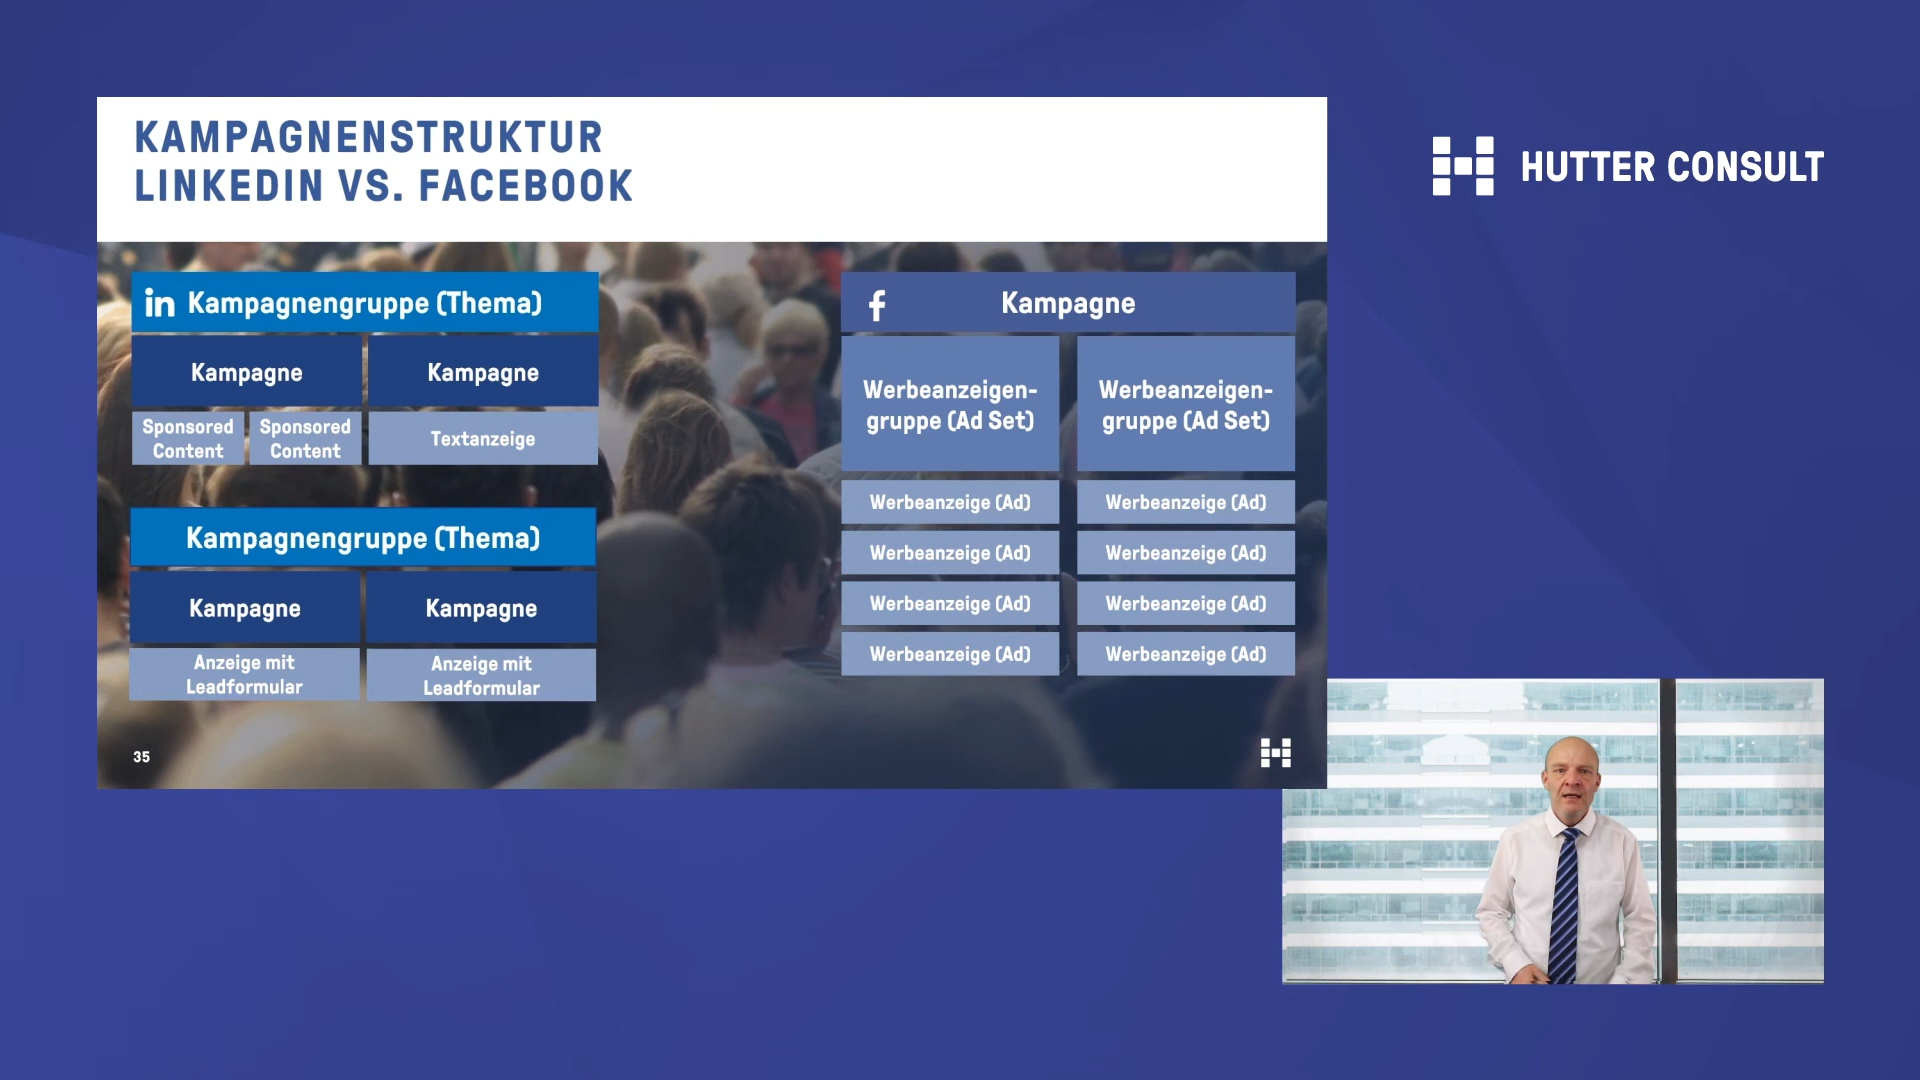 KAMPAGNENSTRUKTUR
LINKEDIN VS. FACEBOOK
HUTTER CONSULT
in Kampagnengruppe (Thema)
Kampagne
Kampagne
Sponsored
Content
Sponsored
Content
Textanzeige
Kampagnengruppe (Thema)
Kampagne
Kampagne
Anzeige mit
Leadformular
Anzeige mit
Leadformular
f Kampagne
Werbeanzeigen-
gruppe (Ad Set)
Werbeanzeigen-
gruppe (Ad Set)
Werbeanzeige (Ad)
Werbeanzeige (Ad)
Werbeanzeige (Ad)
Werbeanzeige (Ad)
Werbeanzeige (Ad)
Werbeanzeige (Ad)
Werbeanzeige (Ad)
Werbeanzeige (Ad)
35